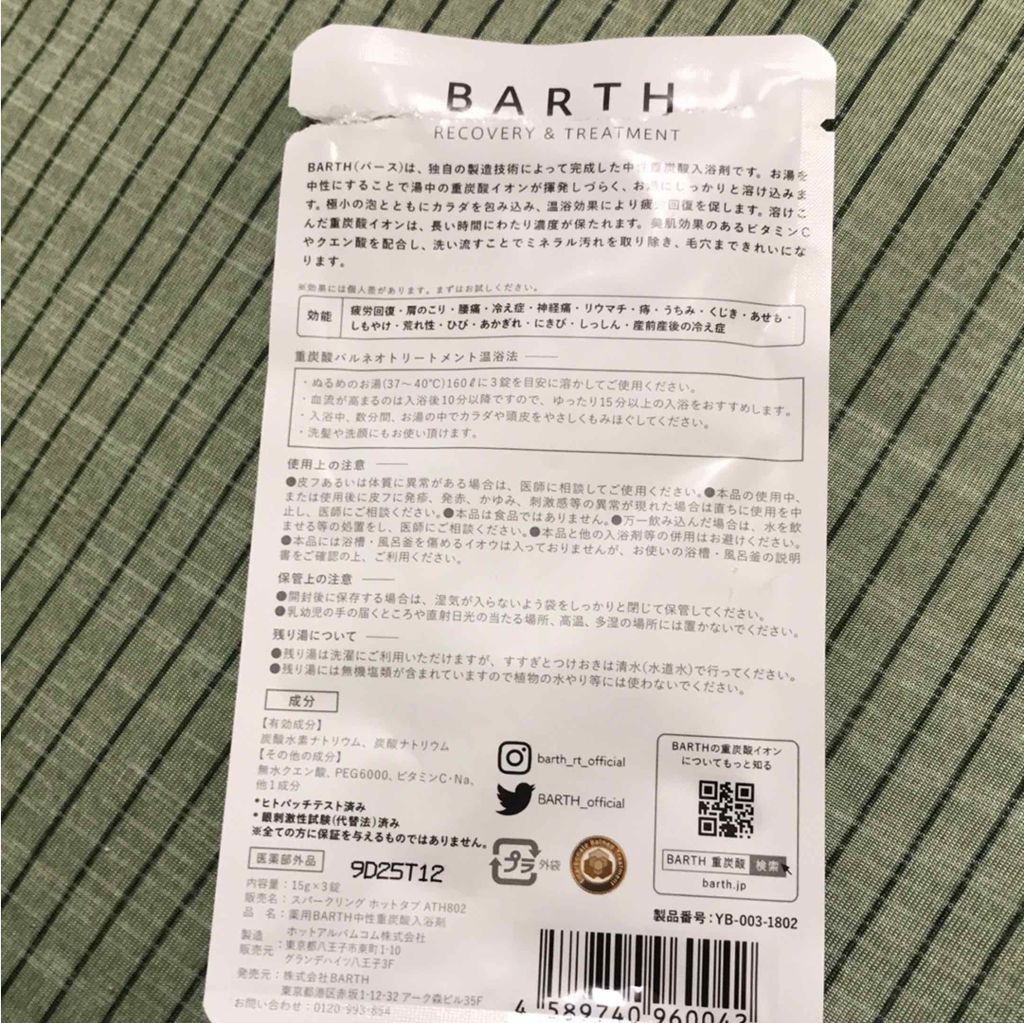 BARTH
RECOVERY & TREATMENT
BARTH(バース)は、独自の製造技術によって完成した中性重炭酸入浴剤です。お湯を
中性にすることで湯中の重炭酸イオンが揮発しづらく、お湯にしっかりと溶け込みま
す。極小の泡とともにカラダを包み込み、温浴効果により疲労回復を促します。溶けこ
んだ重炭酸イオンは、長い時間にわたり濃度が保たれます。美肌効果のあるビタミンC
やクエン酸を配合し、洗い流すことでミネラル汚れを取り除き、毛穴まできれいにな
ります。
※効果には個人差があります。まずはお試しください。
効能
疲労回復・肩のこり・腰痛・冷え症・神経痛・リウマチ・痔・うちみ・くじき・あせも・
しもやけ・荒れ性・ひび・あかぎれ・にきび・しっしん・産前産後の冷え症
重炭酸バルネオトリートメント温浴法
・ぬるめのお湯(37～40℃)160ℓに3錠を目安に溶かしてご使用ください。
・血流が高まるのは入浴後10分以降ですので、ゆったり15分以上の入浴をおすすめします。
・入浴中、数分間、お湯の中でカラダや頭皮をやさしくもみほぐしてください。
・洗髪や洗顔にもお使い頂けます。
使用上の注意
●皮フあるいは体質に異常がある場合は、医師に相談してご使用ください。●本品の使用中、
または使用後に皮フに発疹、発赤、かゆみ、刺激感等の異常が現れた場合は直ちに使用を中
止し、医師にご相談ください。●本品は食品ではありません。●万一飲み込んだ場合は、水を飲
ませる等の処置をし、医師にご相談ください。●本品と他の入浴剤等の併用はお避けください。
●本品には浴槽・風呂釜を傷めるイオウは入っておりませんが、お使いの浴槽・風呂釜の説明
書をご確認の上、ご利用ください。
保管上の注意
●開封後に保存する場合は、湿気が入らないよう袋をしっかりと閉じて保管してください。
●乳幼児の手の届くところや直射日光の当たる場所、高温、多湿の場所には置かないでください。
残り湯について
●残り湯は洗濯にご利用いただけますが、すすぎとつけおきは清水(水道水)で行ってください。
●残り湯には無機塩類が含まれていますので植物の水やり等には使わないでください。
成分
【有効成分】
炭酸水素ナトリウム、炭酸ナトリウム
【その他の成分】
無水クエン酸、PEG6000、ビタミンC・Na、
他1成分
*ヒトパッチテスト済み
*眼刺激性試験(代替法)済み
※全ての方に保証を与えるものではありません。
医薬部外品
9D25T12
内容量：15g×3錠
販売名：スパークリング ホットタブ ATH802
品 名：薬用BARTH中性重炭酸入浴剤
製造
販売元：
ホットアルバムコム株式会社
東京都八王子市東町1-10
グランデハイツ八王子3F
発売元：株式会社BARTH
東京都港区赤坂1-12-32アーク森ビル35F
お問い合わせ：0120-993-854
barth_rt_official
BARTH_official
プラ
外袋
BARTHの重炭酸イオン
についてもっと知る
BARTH 重炭酸 検索
barth.jp
製品番号：YB-003-1802
4 589740 960042